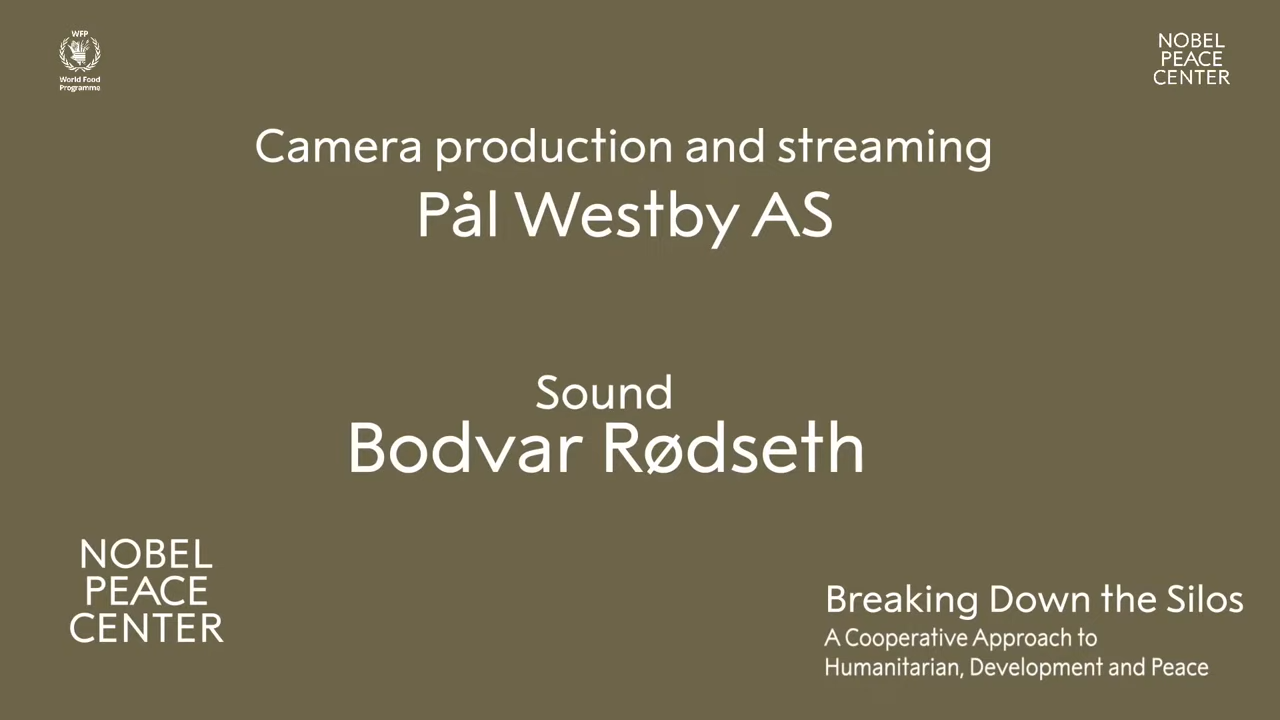 WFP
World Food
Programme
NOBEL
PEACE
CENTER
Camera production and streaming
Pål Westby AS
Sound
Bodvar Rødseth
NOBEL
PEACE
CENTER
Breaking Down the Silos
A Cooperative Approach to
Humanitarian, Development and Peace